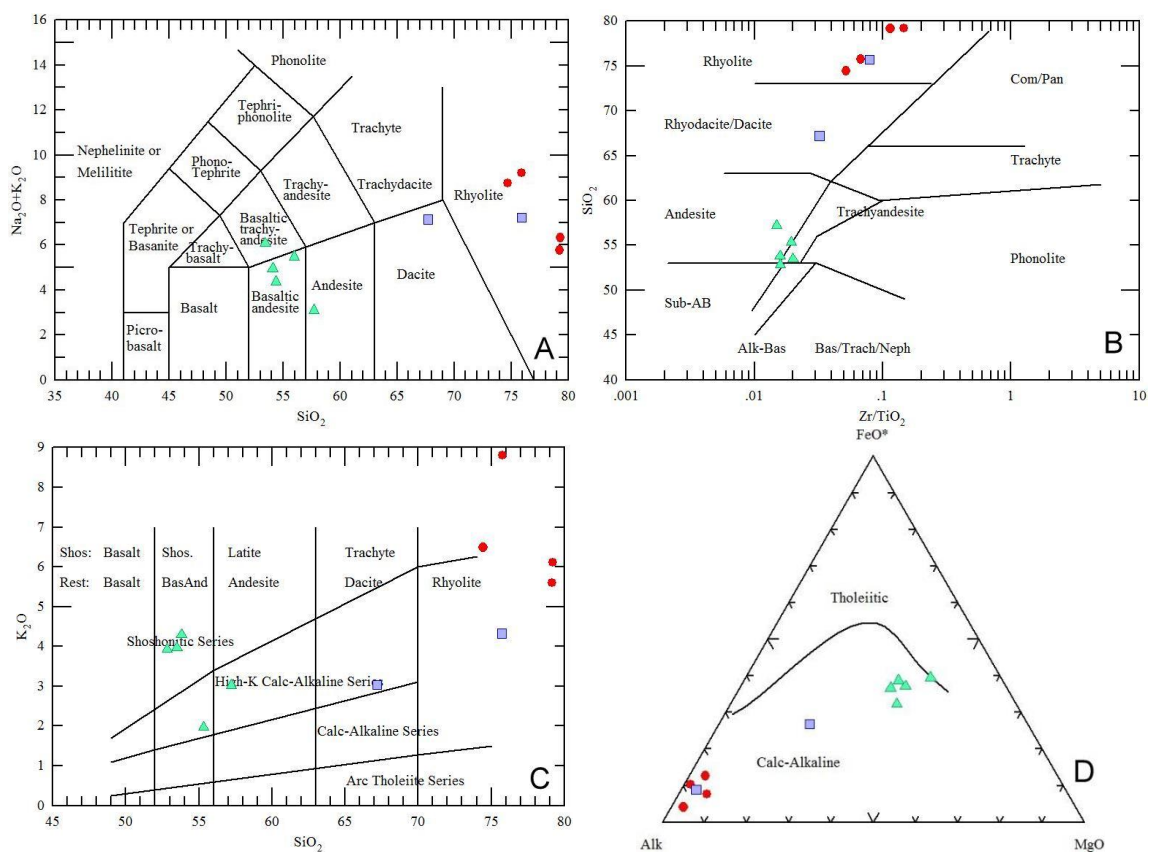 16
14
12
10
8
6
4
2
0
Na₂O+K₂O
Phonolite
Tephri-
phonolite
Trachyte
Nephelinite or
Melilitite
Phono-
Tephrite
Trachy-
andesite
Trachydacite
Rhyolite
Tephrite or
Basanite
Trachy-
basalt
Basaltic
trachy-
andesite
Basalt
Basaltic
andesite
Andesite
Dacite
Picro-
basalt
A
35 40 45 50 55 60 65 70 75 80
SiO₂
80
75
70
65
60
55
50
45
40
SiO₂
Rhyolite
Com/Pan
Rhyodacite/Dacite
Trachyte
Andesite
Trachyandesite
Phonolite
Sub-AB
Alk-Bas
Bas/Trach/Neph
B
.001 .01 .1 1 10
Zr/TiO₂
9
8
7
6
5
4
3
2
1
0
K₂O
Shos: Basalt Shos. Latite Trachyte
Rest: Basalt BasAnd Andesite Dacite Rhyolite
Shoshonitic Series
High-K Calc-Alkaline Series
Calc-Alkaline Series
Arc Tholeiite Series
C
45 50 55 60 65 70 75 80
SiO₂
FeO*
Tholeiitic
Calc-Alkaline
D
Alk
MgO